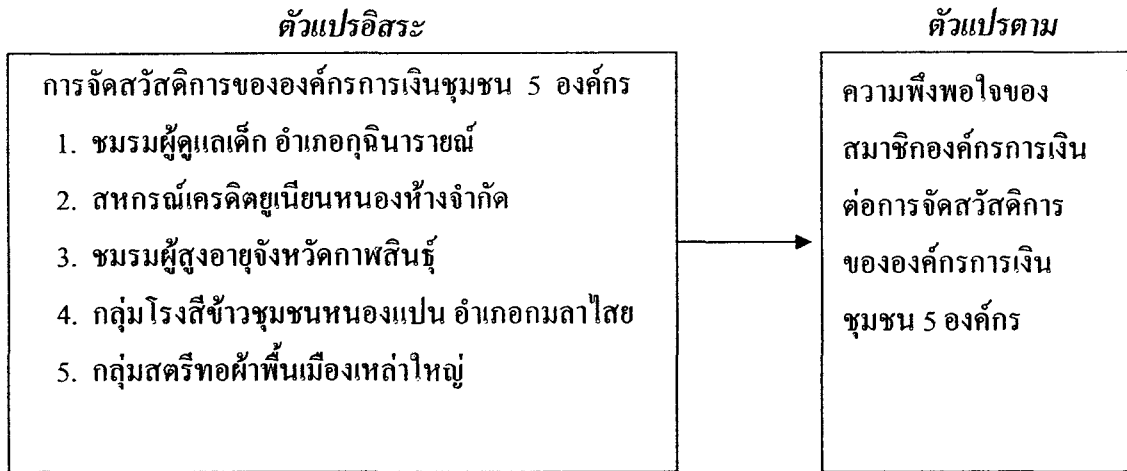 ตัวแปรอิสระ
การจัดสวัสดิการขององค์กรการเงินชุมชน 5 องค์กร
1. ชมรมผู้ดูแลเด็ก อำเภอกุฉินารายณ์
2. สหกรณ์เครดิตยูเนียนหนองห้างจำกัด
3. ชมรมผู้สูงอายุจังหวัดกาฬสินธุ์
4. กลุ่มโรงสีข้าวชุมชนหนองแปน อำเภอกมลาไสย
5. กลุ่มสตรีทอผ้าพื้นเมืองเหล่าใหญ่
ตัวแปรตาม
ความพึงพอใจของ
สมาชิกองค์กรการเงิน
ต่อการจัดสวัสดิการ
ขององค์กรการเงิน
ชุมชน 5 องค์กร